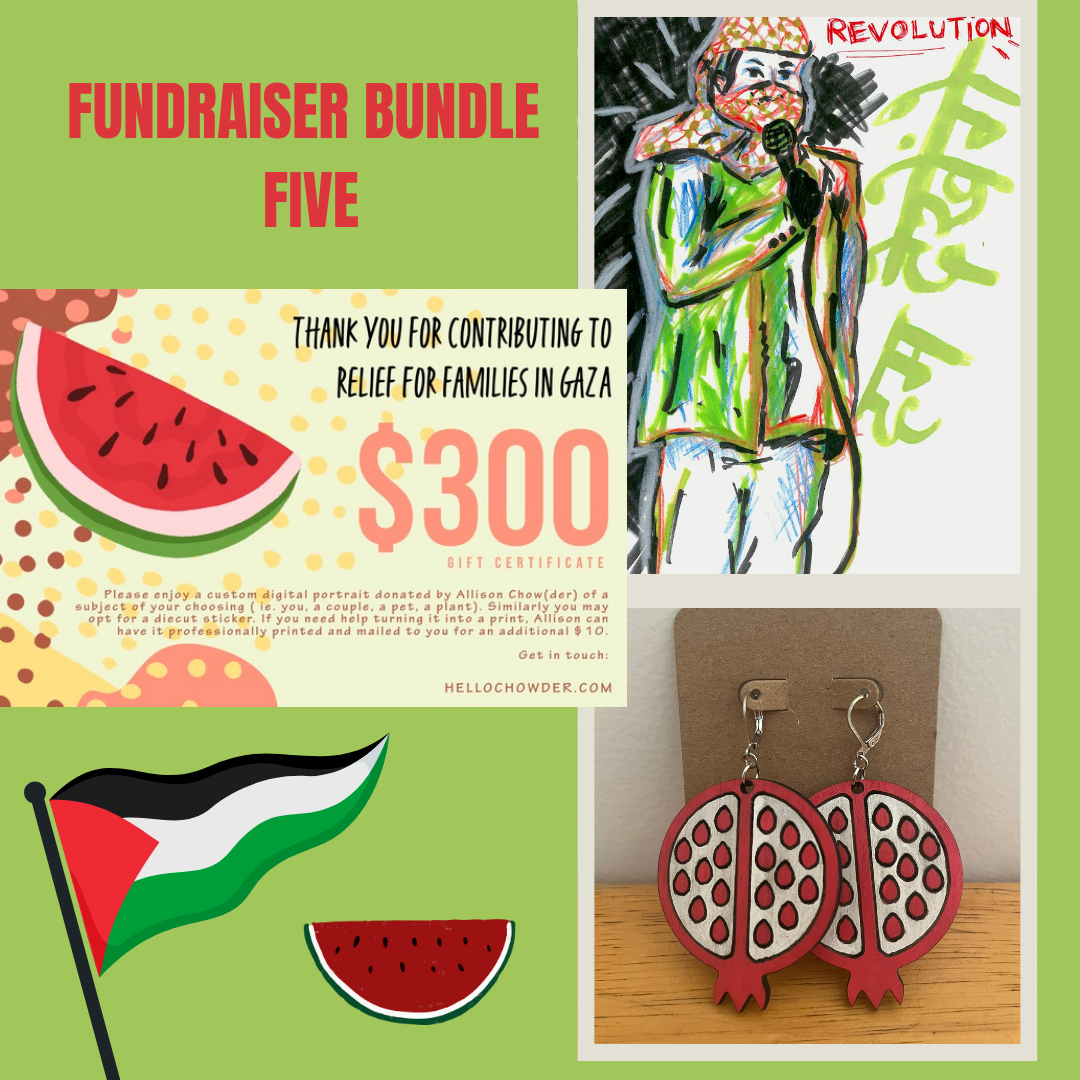 FUNDRAISER BUNDLE
FIVE
REVOLUTION
THANK YOU FOR CONTRIBUTING TO
RELIEF FOR FAMILIES IN GAZA
$300
GIFT CERTIFICATE
Please enjoy a custom digital portrait donated by Allison Chow(der) of a
subject of your choosing ( ie. you, a couple, a pet, a plant). Similarly you may
opt for a diecut sticker. If you need help turning it into a print, Allison can
have it professionally printed and mailed to you for an additional $10.
Get in touch:
HELLOCHOWDER.COM